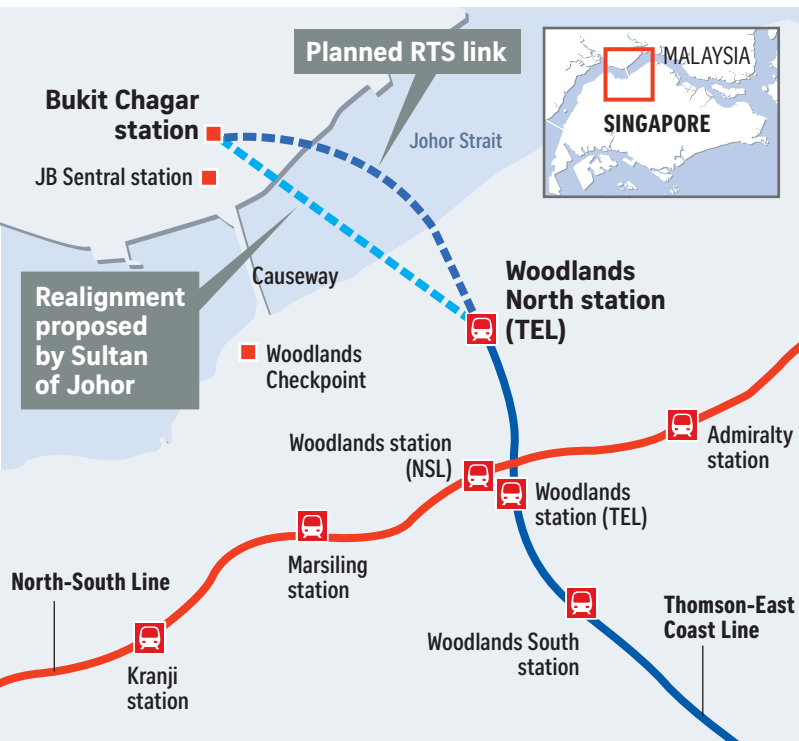 Planned RTS link
MALAYSIA
SINGAPORE
Bukit Chagar
station
Johor Strait
JB Sentral station
Causeway
Woodlands
North station
(TEL)
Realignment
proposed
by Sultan
of Johor
Woodlands
Checkpoint
Woodlands station
(NSL)
Admiralty
station
Woodlands
station (TEL)
Marsiling
station
North-South Line
Thomson-East
Coast Line
Woodlands South
station
Kranji
station